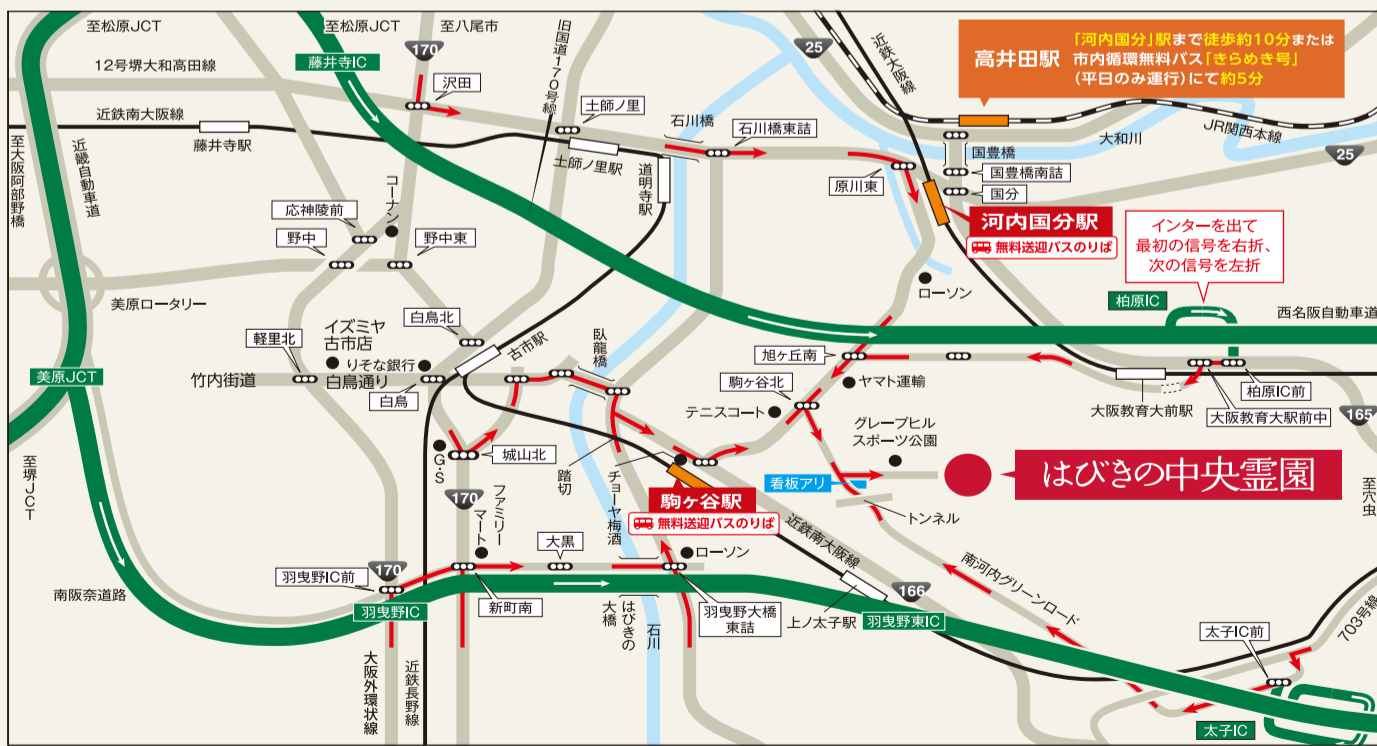 至松原JCT
至松原JCT
至八尾市
170
旧国道170号線
藤井寺IC
12号堺大和高田線
沢田
土師ノ里
近鉄南大阪線
藤井寺駅
土師ノ里駅
道明寺駅
石川橋
石川橋東詰
25
近鉄大阪線
高井田駅
「河内国分」駅まで徒歩約10分または
市内循環無料バス「きらめき号」
(平日のみ運行)にて約5分
国豊橋
大和川
JR関西本線
25
原川東
国豊橋南詰
国分
河内国分駅
無料送迎バスのりば
至大阪阿部野橋
近畿自動車道
コーナン
応神陵前
野中
野中東
美原ロータリー
インターを出て
最初の信号を右折、
次の信号を左折
柏原IC
西名阪自動車道
ローソン
白鳥北
イズミヤ
古市店
軽里北
りそな銀行
竹内街道
白鳥通り
白鳥
古市駅
臥龍橋
旭ヶ丘南
駒ヶ谷北
ヤマト運輸
テニスコート
大阪教育大前駅
柏原IC前
大阪教育大駅前中
165
美原JCT
グレープヒル
スポーツ公園
G・S
城山北
踏切
チョーヤ梅酒
看板アリ
はびきの中央霊園
至穴虫
至堺JCT
170
ファミリー
マート
駒ヶ谷駅
無料送迎バスのりば
トンネル
大黒
ローソン
近鉄南大阪線
南河内グリーンロード
170
羽曳野IC前
南阪奈道路
羽曳野IC
新町南
はびきの
大橋
石川
羽曳野大橋
東詰
上ノ太子駅
166
羽曳野東IC
703号線
太子IC前
太子IC
大阪外環状線
近鉄長野線